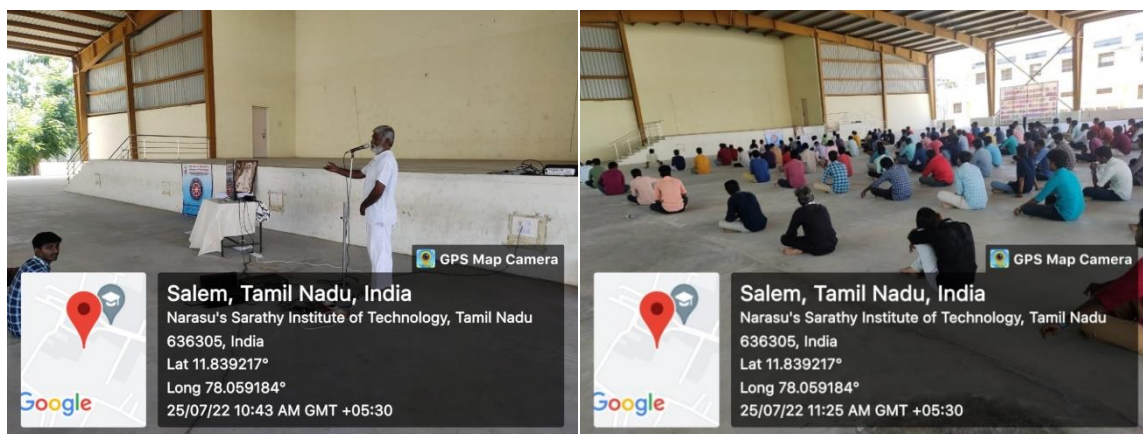 GPS Map Camera
Salem, Tamil Nadu, India
Narasu's Sarathy Institute of Technology, Tamil Nadu
636305, India
Lat 11.839217°
Long 78.059184°
25/07/22 10:43 AM GMT +05:30
Google
GPS Map Camera
Salem, Tamil Nadu, India
Narasu's Sarathy Institute of Technology, Tamil Nadu
636305, India
Lat 11.839217°
Long 78.059184°
25/07/22 11:25 AM GMT +05:30
Google